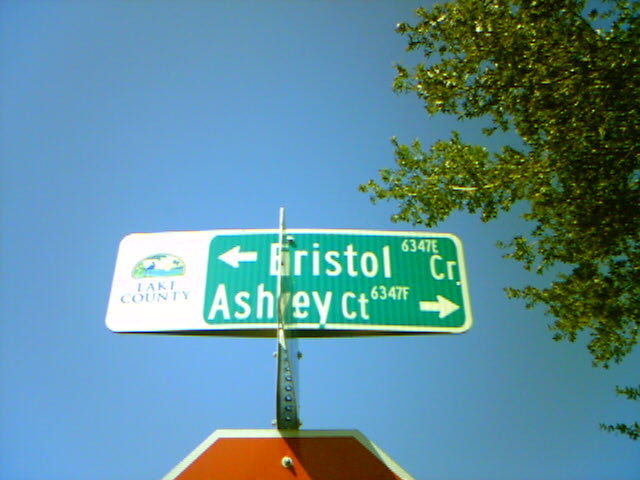 LAKE
COUNTY
Bristol 6347E Cr
Ashley Ct 6347F